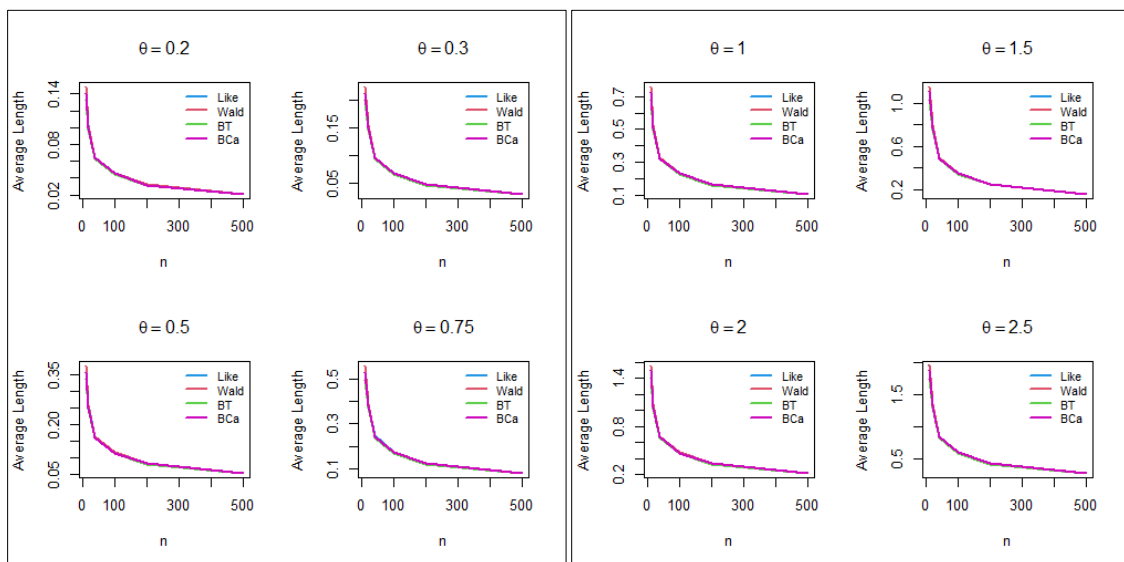 θ = 0.2
Average Length
0.02 0.08 0.14
Like
Wald
BT
BCa
0 100 300 500
n
θ = 0.3
Average Length
0.05 0.15
Like
Wald
BT
BCa
0 100 300 500
n
θ = 0.5
Average Length
0.05 0.20 0.35
Like
Wald
BT
BCa
0 100 300 500
n
θ = 0.75
Average Length
0.1 0.3 0.5
Like
Wald
BT
BCa
0 100 300 500
n
θ = 1
Average Length
0.1 0.3 0.5 0.7
Like
Wald
BT
BCa
0 100 300 500
n
θ = 1.5
Average Length
0.2 0.6 1.0
Like
Wald
BT
BCa
0 100 300 500
n
θ = 2
Average Length
0.2 0.8 1.4
Like
Wald
BT
BCa
0 100 300 500
n
θ = 2.5
Average Length
0.5 1.5
Like
Wald
BT
BCa
0 100 300 500
n